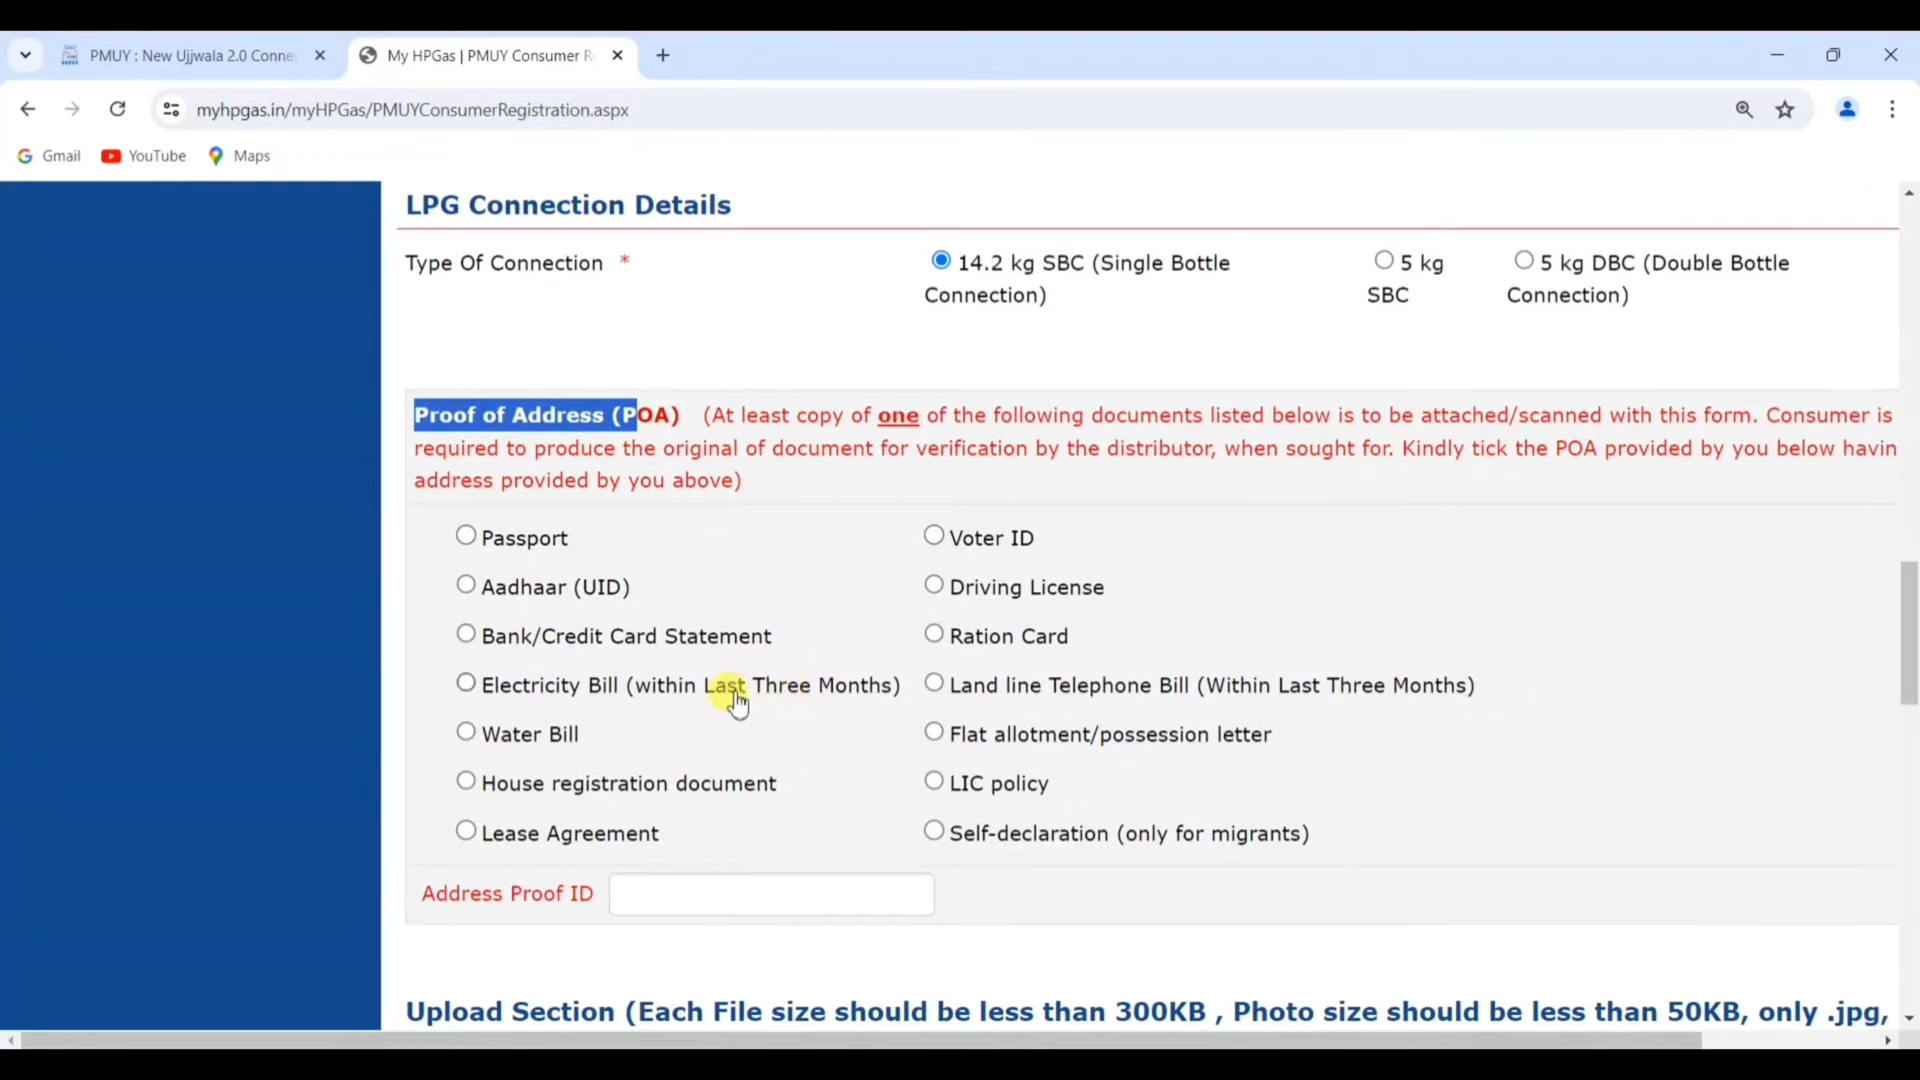 PMUY : New Ujjwala 2.0 Conne
My HPGas | PMUY Consumer R
myhpgas.in/myHPGas/PMUYConsumerRegistration.aspx
Gmail
YouTube
Maps
LPG Connection Details
Type Of Connection *
14.2 kg SBC (Single Bottle Connection)
5 kg SBC
5 kg DBC (Double Bottle Connection)
Proof of Address (POA) (At least copy of one of the following documents listed below is to be attached/scanned with this form. Consumer is
required to produce the original of document for verification by the distributor, when sought for. Kindly tick the POA provided by you below havin
address provided by you above)
Passport
Voter ID
Aadhaar (UID)
Driving License
Bank/Credit Card Statement
Ration Card
Electricity Bill (within Last Three Months)
Land line Telephone Bill (Within Last Three Months)
Water Bill
Flat allotment/possession letter
House registration document
LIC policy
Lease Agreement
Self-declaration (only for migrants)
Address Proof ID
Upload Section (Each File size should be less than 300KB , Photo size should be less than 50KB, only .jpg,